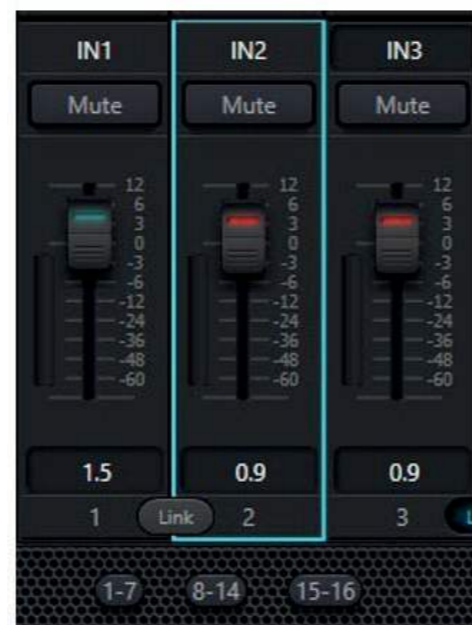 IN1 IN2 IN3
Mute Mute Mute
12 12 12
6 6 6
3 3 3
0 0 0
-3 -3 -3
-6 -6 -6
-12 -12 -12
-24 -24 -24
-36 -36 -36
-48 -48 -48
-60 -60 -60
1.5 0.9 0.9
1 Link 2 3 L
1-7 8-14 15-16